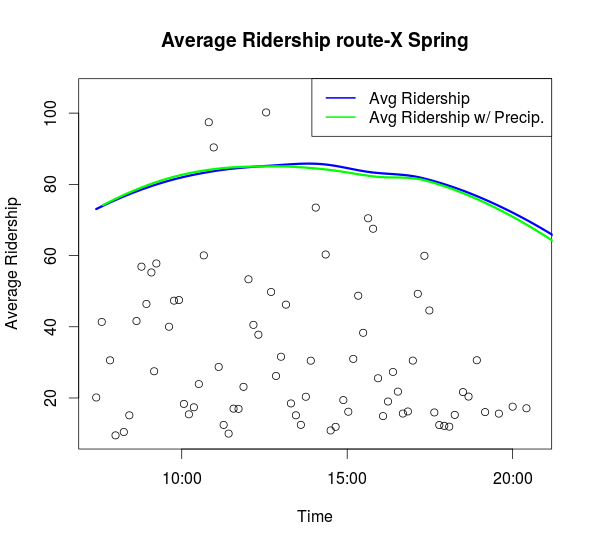 Average Ridership route-X Spring
Avg Ridership
Avg Ridership w/ Precip.
Average Ridership
100
80
60
40
20
10:00
15:00
20:00
Time